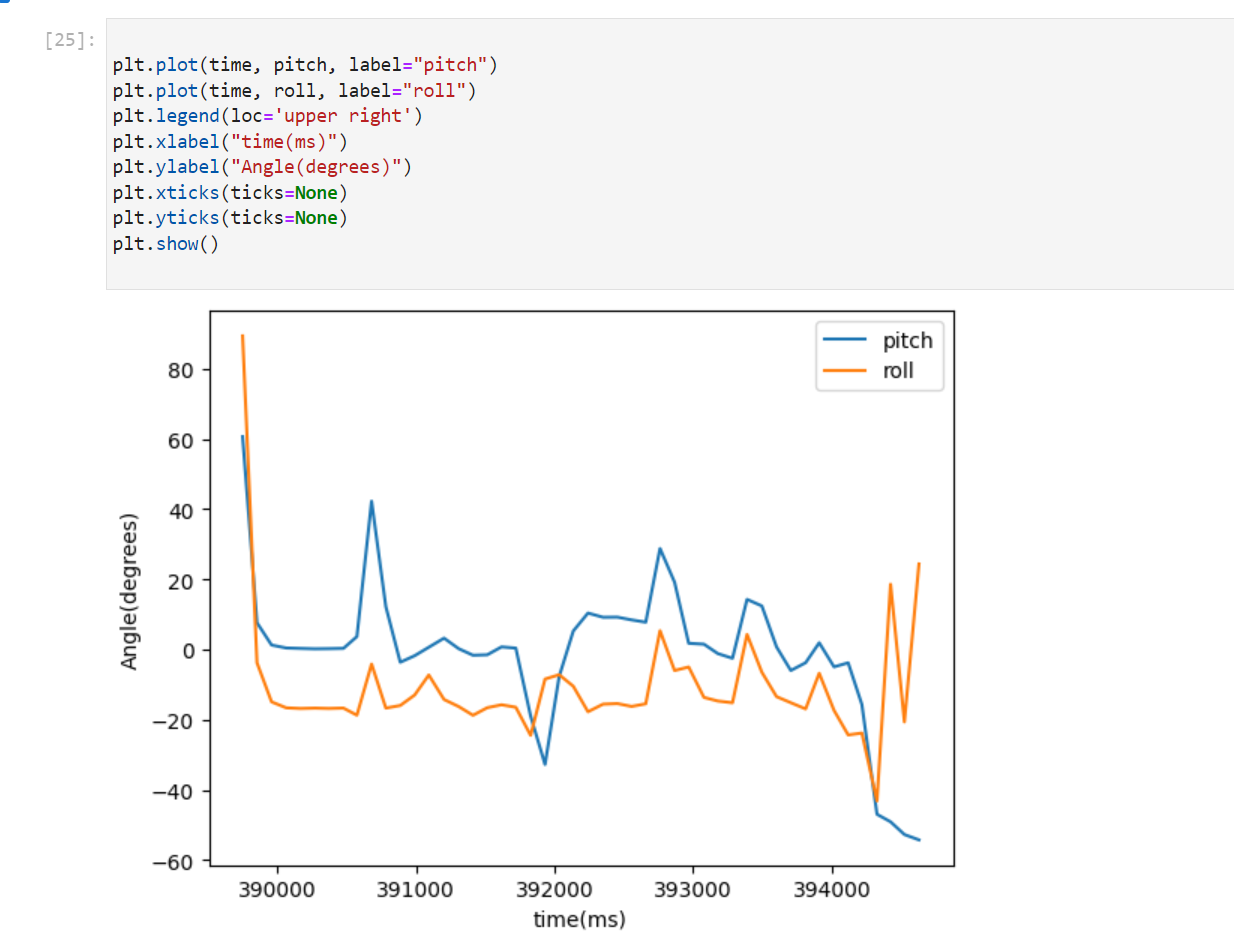 [25]:
plt.plot(time, pitch, label="pitch")
plt.plot(time, roll, label="roll")
plt.legend(loc='upper right')
plt.xlabel("time(ms)")
plt.ylabel("Angle(degrees)")
plt.xticks(ticks=None)
plt.yticks(ticks=None)
plt.show()
pitch
roll
80
60
40
20
0
−20
−40
−60
Angle(degrees)
390000 391000 392000 393000 394000
time(ms)